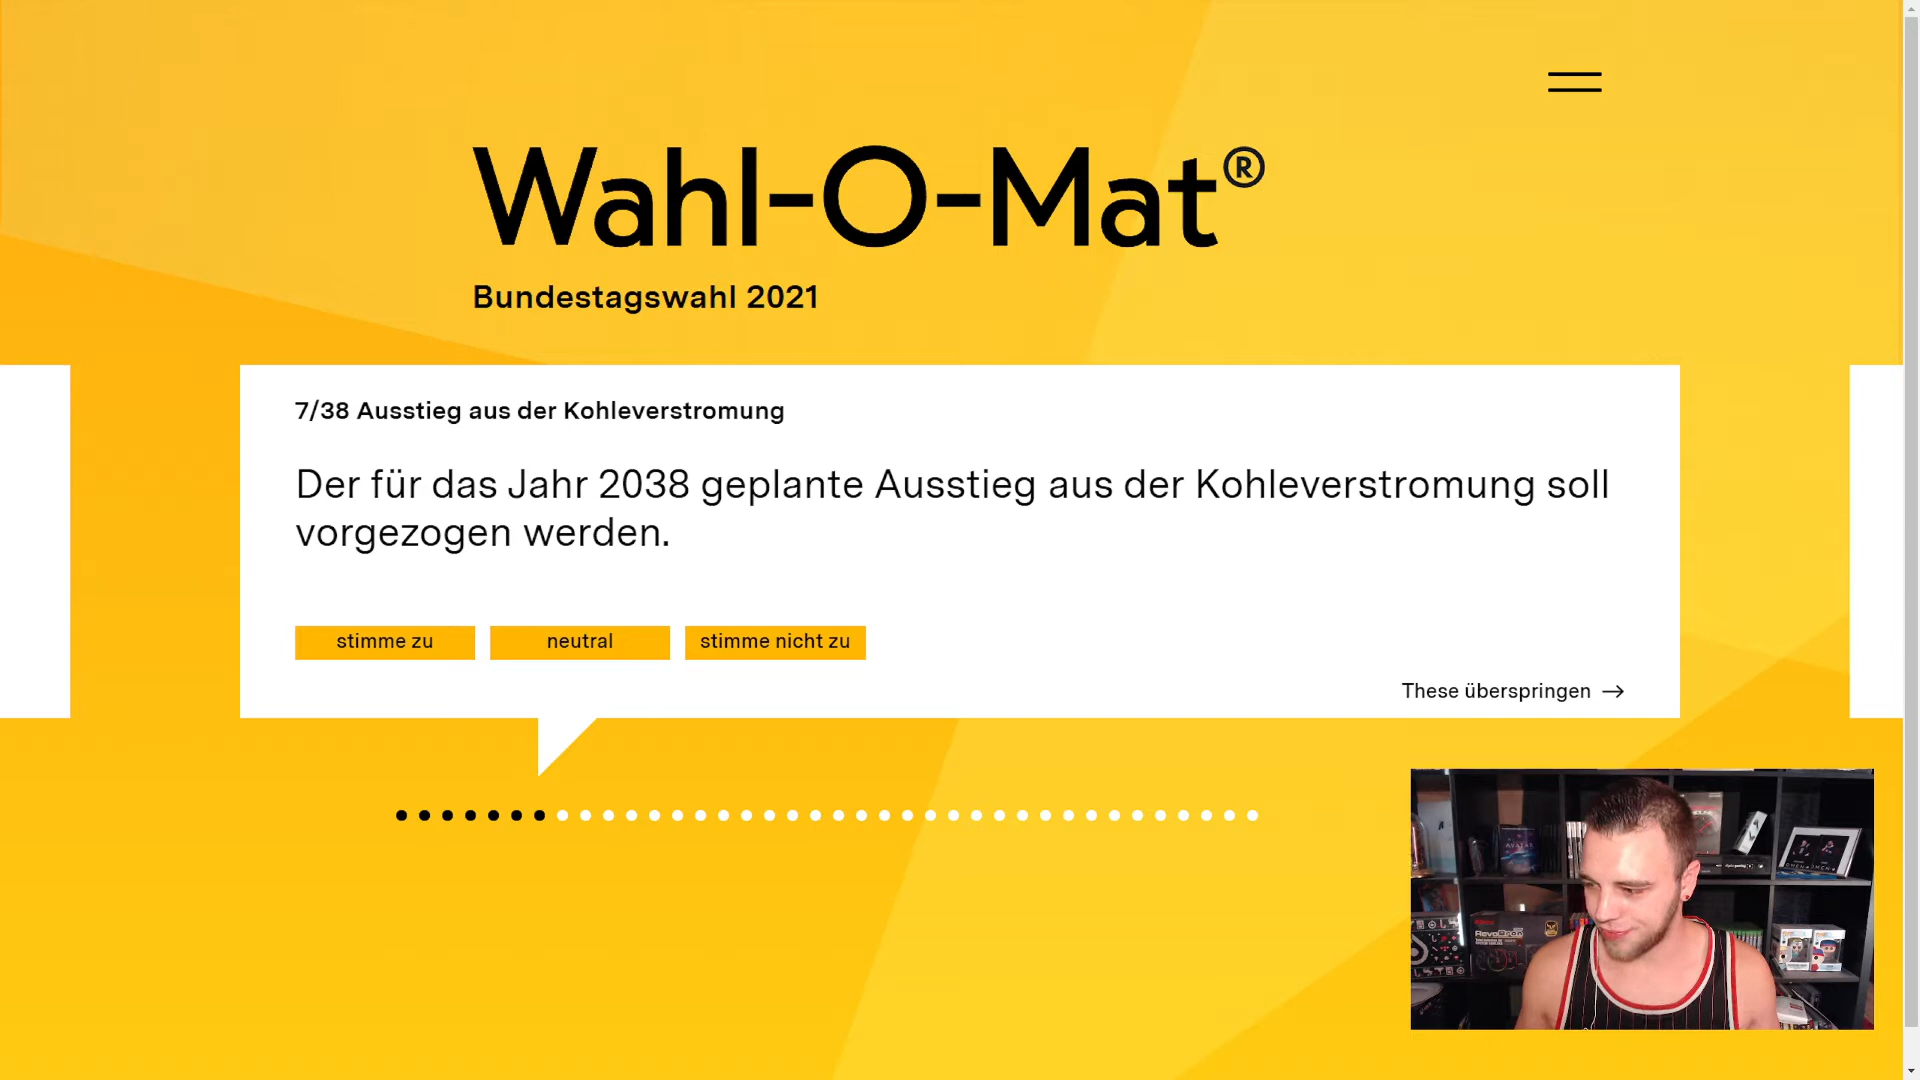 Wahl-O-Mat®
Bundestagswahl 2021
7/38 Ausstieg aus der Kohleverstromung
Der für das Jahr 2038 geplante Ausstieg aus der Kohleverstromung soll
vorgezogen werden.
stimme zu
neutral
stimme nicht zu
These überspringen →
AVATAR